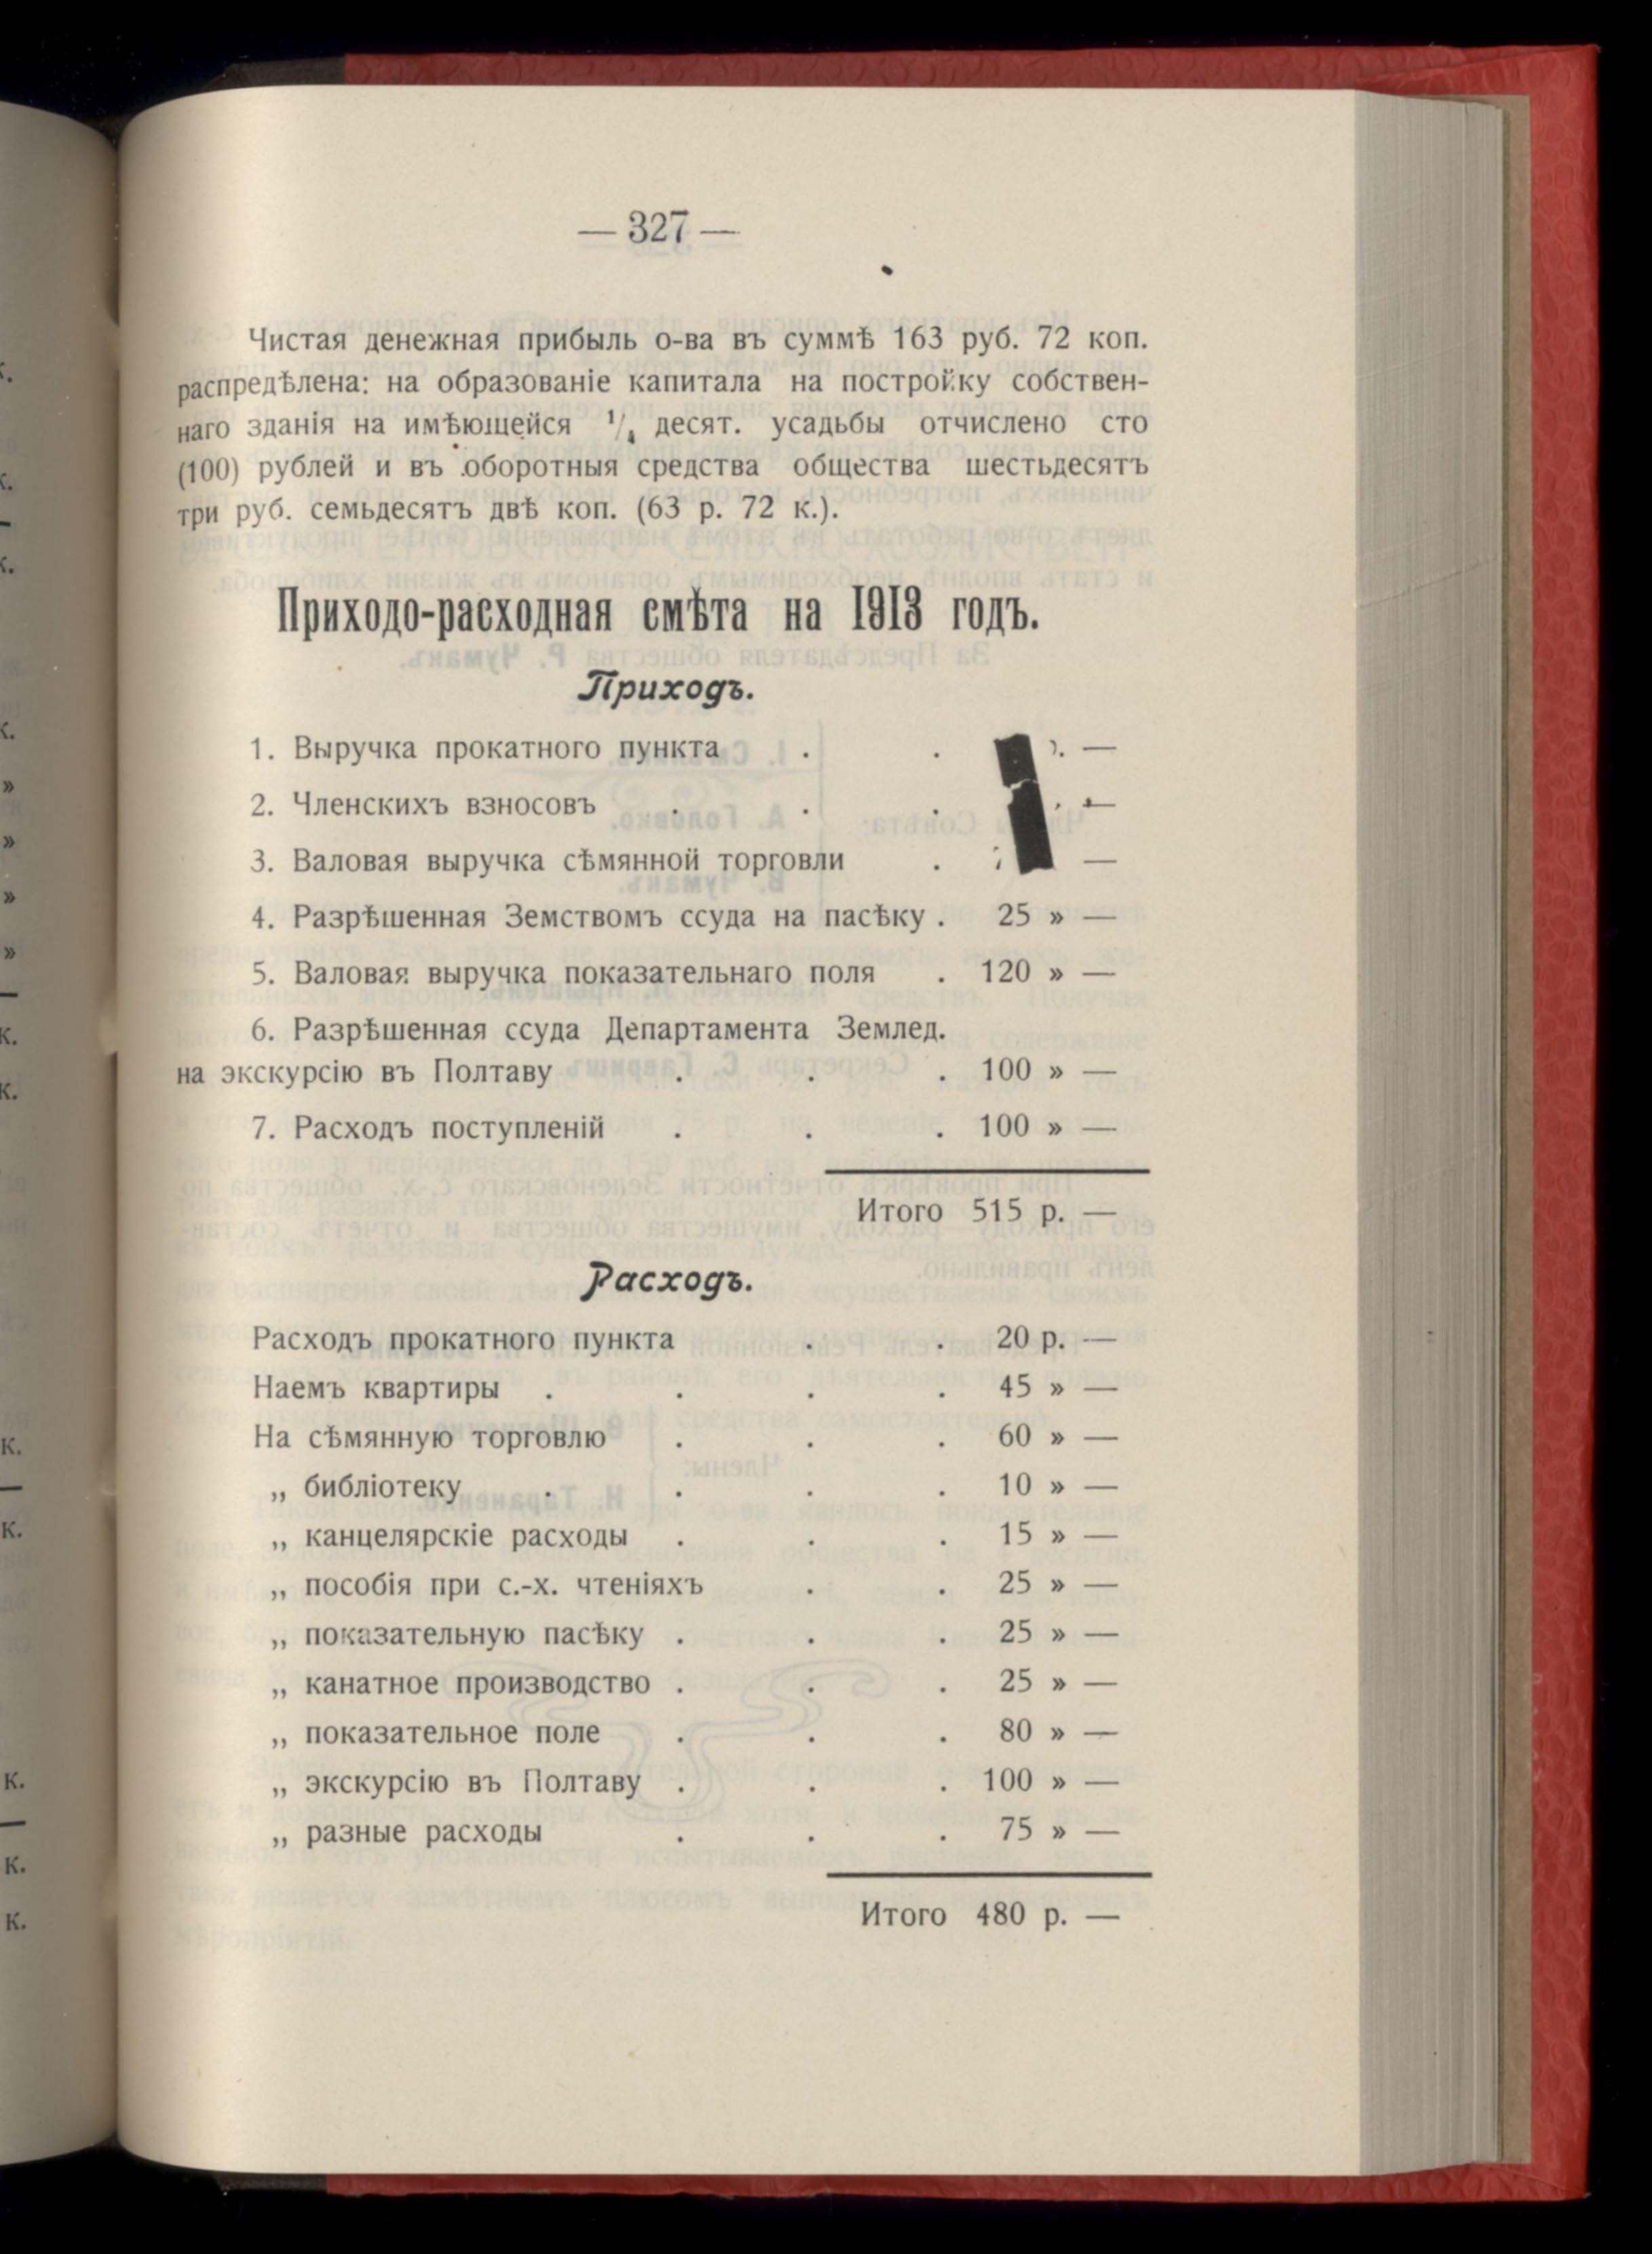 — 327 —
Чистая денежная прибыль о-ва въ суммѣ 163 руб. 72 коп.
распредѣлена: на образованіе капитала на постройку собствен-
наго зданія на имѣющейся ¹/₄ десят. усадьбы отчислено сто
(100) рублей и въ оборотныя средства общества шестьдесятъ
три руб. семьдесятъ двѣ коп. (63 р. 72 к.).
Приходо-расходная смѣта на 1913 годъ.
Приходъ.
1. Выручка прокатного пункта . . —
2. Членскихъ взносовъ . . . —
3. Валовая выручка сѣмянной торговли . —
4. Разрѣшенная Земствомъ ссуда на пасѣку . 25 » —
5. Валовая выручка показательнаго поля . 120 » —
6. Разрѣшенная ссуда Департамента Землед.
на экскурсію въ Полтаву . . . 100 » —
7. Расходъ поступленій . . . 100 » —
Итого 515 р. —
Расходъ.
Расходъ прокатного пункта . . 20 р. —
Наемъ квартиры . . . . 45 » —
На сѣмянную торговлю . . . 60 » —
„ библіотеку . . . . 10 » —
„ канцелярскіе расходы . . . 15 » —
„ пособія при с.-х. чтеніяхъ . . 25 » —
„ показательную пасѣку . . . 25 » —
„ канатное производство . . . 25 » —
„ показательное поле . . . 80 » —
„ экскурсію въ Полтаву . . . 100 » —
„ разные расходы . . . 75 » —
Итого 480 р. —